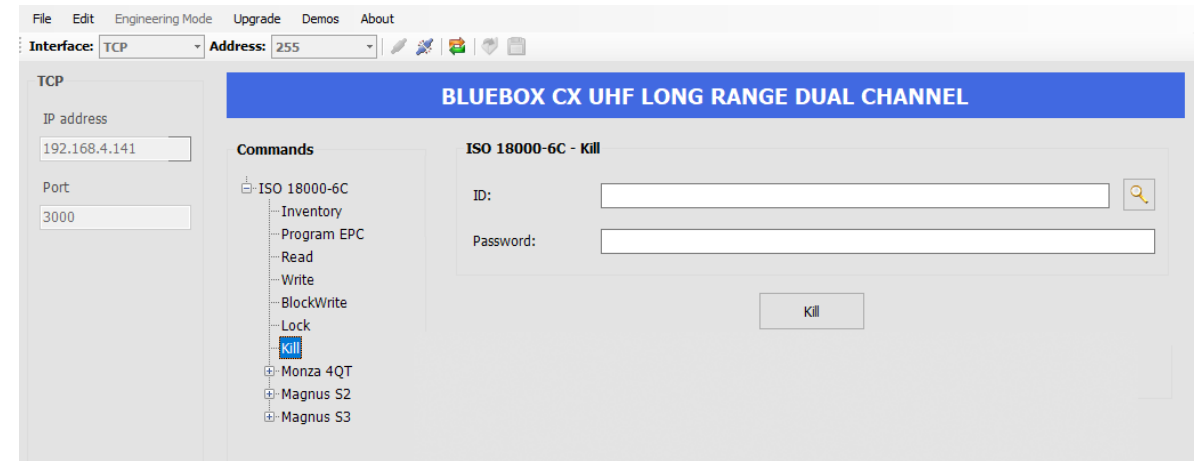 File Edit Engineering Mode Upgrade Demos About
Interface: TCP Address: 255
TCP
IP address
192.168.4.141
Port
3000
BLUEBOX CX UHF LONG RANGE DUAL CHANNEL
Commands
ISO 18000-6C
Inventory
Program EPC
Read
Write
BlockWrite
Lock
Kill
Monza 4QT
Magnus S2
Magnus S3
ISO 18000-6C - Kill
ID:
Password:
Kill